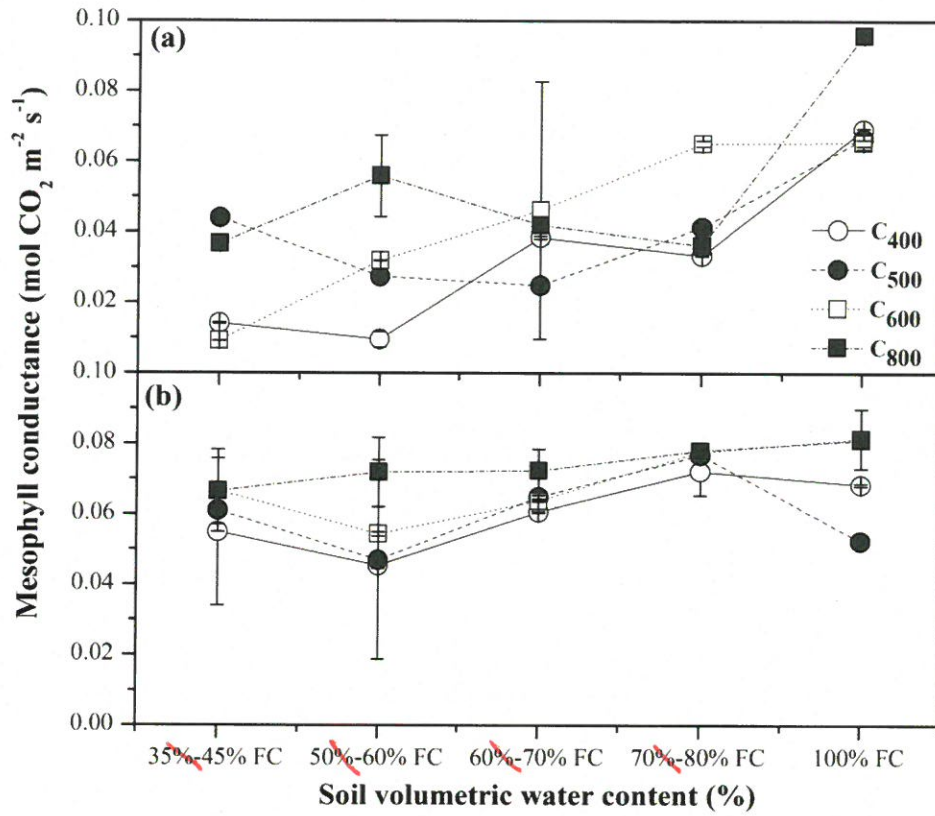 Mesophyll conductance (mol CO₂ m⁻² s⁻¹)
(a)
0.10
0.08
0.06
0.04
0.02
0.10
C₄₀₀
C₅₀₀
C₆₀₀
C₈₀₀
(b)
0.08
0.06
0.04
0.02
0.00
35%-45% FC 50%-60% FC 60%-70% FC 70%-80% FC 100% FC
Soil volumetric water content (%)